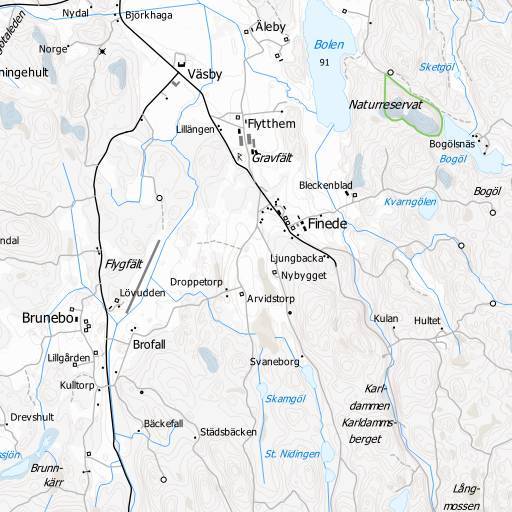 Nydal
Björkhaga
Äleby
Bolen
91
Norge
Väsby
Sketgöl
Naturreservat
Flytthem
Lillängen
Gravfält
Bogölsnäs
Bogöl
Bleckenblad
Bogöl
Kvarngölen
Finede
Flygfält
Ljungbacka
Nybygget
Droppetorp
Lövudden
Arvidstorp
Brunebo
Kulan
Hultet
Brofall
Lillgården
Svaneborg
Kulltorp
Karl-
dammen
Karldamms-
berget
Skamgöl
Drevshult
Bäckefall
Städsbäcken
St. Nidingen
Brunn-
kärr
Lång-
mossen